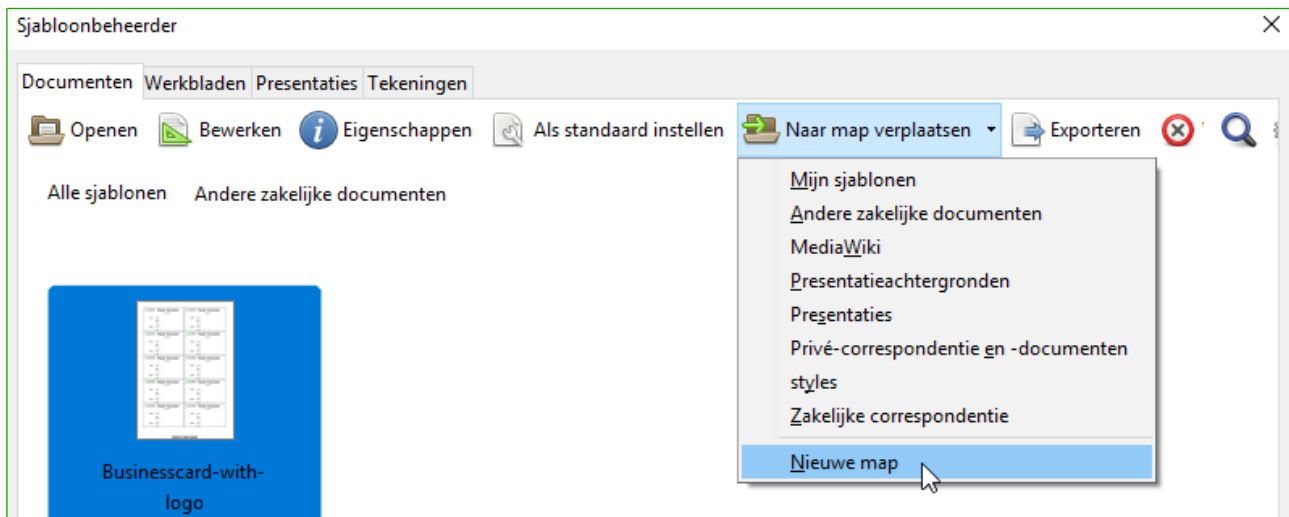 Sjabloonbeheerder
Documenten Werkbladen Presentaties Tekeningen
Openen Bewerken Eigenschappen Als standaard instellen Naar map verplaatsen Exporteren
Alle sjablonen Andere zakelijke documenten
Mijn sjablonen
Andere zakelijke documenten
MediaWiki
Presentatieachtergronden
Presentaties
Privé-correspondentie en -documenten
styles
Zakelijke correspondentie
Nieuwe map
Businesscard-with-
logo